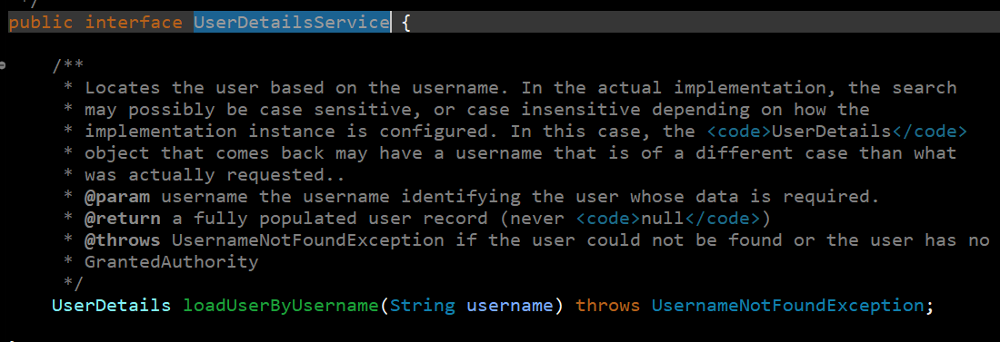 */
public interface UserDetailsService {
/**
* Locates the user based on the username. In the actual implementation, the search
* may possibly be case sensitive, or case insensitive depending on how the
* implementation instance is configured. In this case, the <code>UserDetails</code>
* object that comes back may have a username that is of a different case than what
* was actually requested..
* @param username the username identifying the user whose data is required.
* @return a fully populated user record (never <code>null</code>)
* @throws UsernameNotFoundException if the user could not be found or the user has no
* GrantedAuthority
*/
UserDetails loadUserByUsername(String username) throws UsernameNotFoundException;